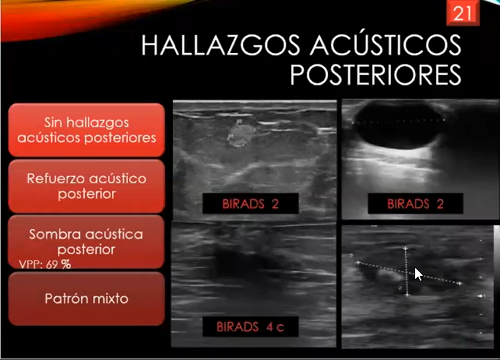 21
HALLAZGOS ACÚSTICOS
POSTERIORES
Sin hallazgos
acústicos posteriores
Refuerzo acústico
posterior
Sombra acústica
posterior
VPP: 69 %
Patrón mixto
BIRADS 2
BIRADS 2
BIRADS 4 c